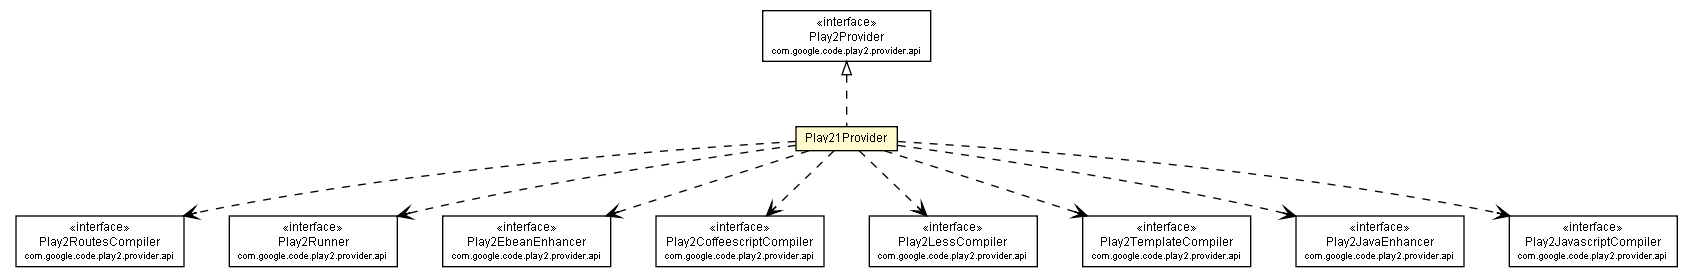 «interface»
Play2Provider
com.google.code.play2.provider.api
Play21Provider
«interface»
Play2RoutesCompiler
com.google.code.play2.provider.api
«interface»
Play2Runner
com.google.code.play2.provider.api
«interface»
Play2EbeanEnhancer
com.google.code.play2.provider.api
«interface»
Play2CoffeescriptCompiler
com.google.code.play2.provider.api
«interface»
Play2LessCompiler
com.google.code.play2.provider.api
«interface»
Play2TemplateCompiler
com.google.code.play2.provider.api
«interface»
Play2JavaEnhancer
com.google.code.play2.provider.api
«interface»
Play2JavascriptCompiler
com.google.code.play2.provider.api